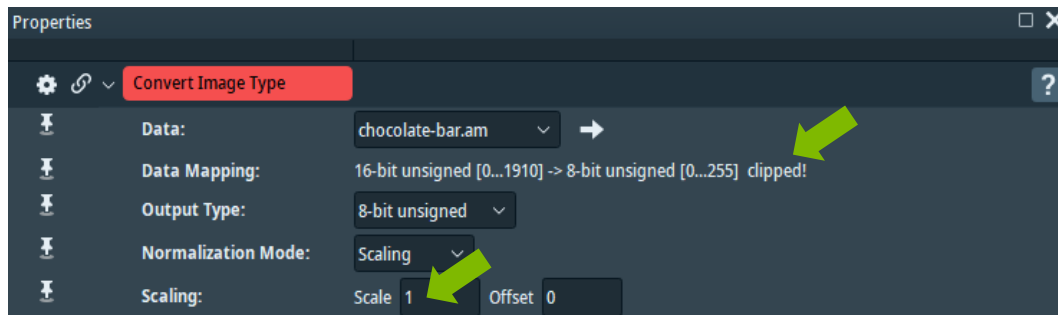 Properties
Convert Image Type ?
Data: chocolate-bar.am
Data Mapping: 16-bit unsigned [0...1910] -> 8-bit unsigned [0...255] clipped!
Output Type: 8-bit unsigned
Normalization Mode: Scaling
Scaling: Scale 1 Offset 0